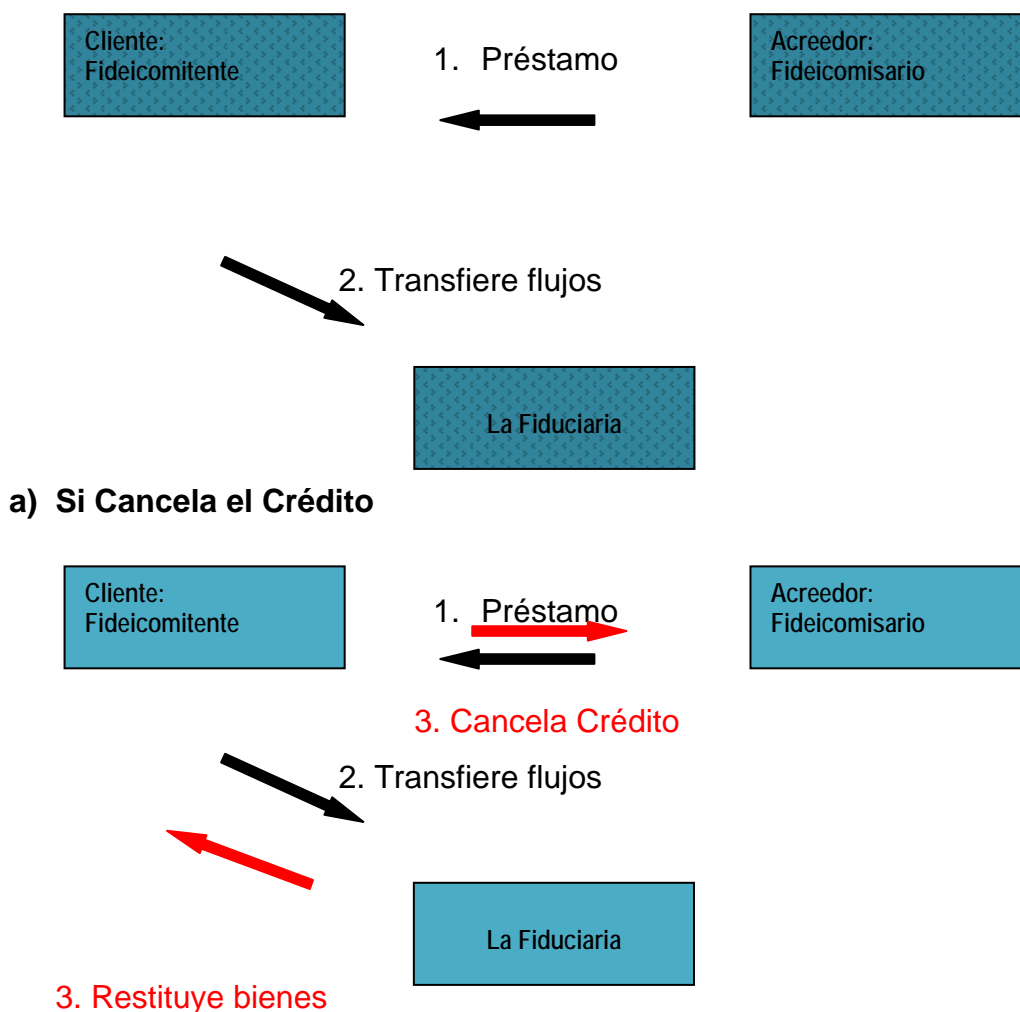 Cliente:
Fideicomitente
1. Préstamo
Acreedor:
Fideicomisario
2. Transfiere flujos
La Fiduciaria
a) Si Cancela el Crédito
Cliente:
Fideicomitente
1. Préstamo
Acreedor:
Fideicomisario
3. Cancela Crédito
2. Transfiere flujos
La Fiduciaria
3. Restituye bienes